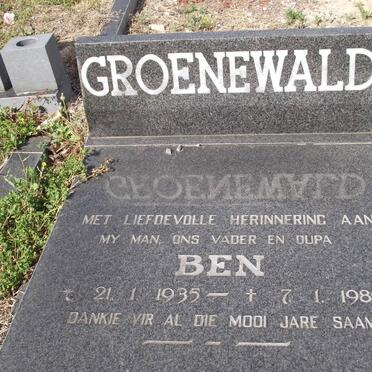 GROENEWALD
MET LIEFDEVOLLE HERINNERING AAN
MY MAN, ONS VADER EN OUPA
BEN
* 21. 1. 1935 — † 7. 1. 198
DANKIE VIR AL DIE MOOI JARE SAAM